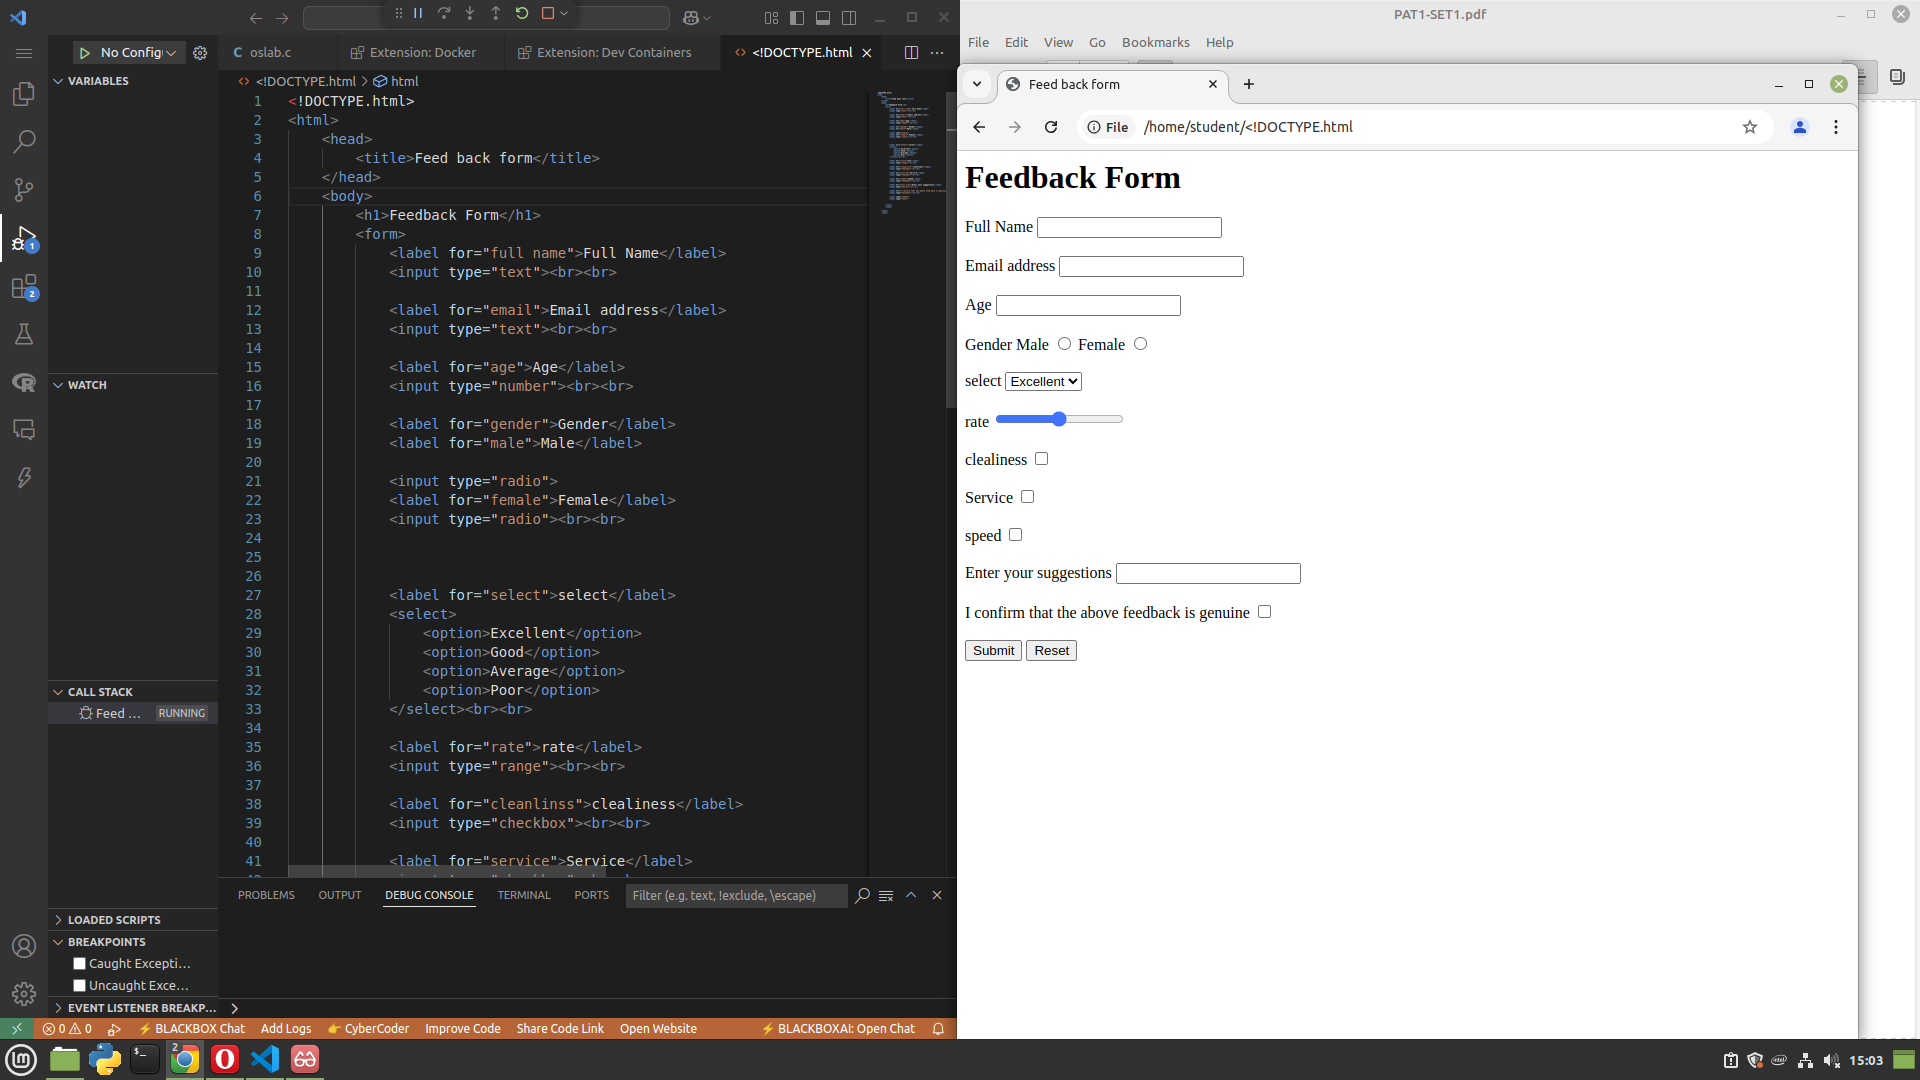 No Config
oslab.c
Extension: Docker
Extension: Dev Containers
<!DOCTYPE.html
VARIABLES
<!DOCTYPE.html > html
1 <!DOCTYPE.html>
2 <html>
3 <head>
4 <title>Feed back form</title>
5 </head>
6 <body>
7 <h1>Feedback Form</h1>
8 <form>
9 <label for="full name">Full Name</label>
10 <input type="text"><br><br>
11
12 <label for="email">Email address</label>
13 <input type="text"><br><br>
14
15 <label for="age">Age</label>
16 <input type="number"><br><br>
17
18 <label for="gender">Gender</label>
19 <label for="male">Male</label>
20
21 <input type="radio">
22 <label for="female">Female</label>
23 <input type="radio"><br><br>
24
25
26
27 <label for="select">select</label>
28 <select>
29 <option>Excellent</option>
30 <option>Good</option>
31 <option>Average</option>
32 <option>Poor</option>
33 </select><br><br>
34
35 <label for="rate">rate</label>
36 <input type="range"><br><br>
37
38 <label for="cleanlinss">clealiness</label>
39 <input type="checkbox"><br><br>
40
41 <label for="service">Service</label>
WATCH
CALL STACK
Feed ... RUNNING
LOADED SCRIPTS
BREAKPOINTS
Caught Excepti...
Uncaught Exce...
EVENT LISTENER BREAKP...
1
2
PROBLEMS OUTPUT DEBUG CONSOLE TERMINAL PORTS
Filter (e.g. text, !exclude, \escape)
0 0 BLACKBOX Chat Add Logs CyberCoder Improve Code Share Code Link Open Website BLACKBOXAI: Open Chat
PAT1-SET1.pdf
File Edit View Go Bookmarks Help
Feed back form
File /home/student/<!DOCTYPE.html
Feedback Form
Full Name
Email address
Age
Gender Male Female
select Excellent
rate
clealiness
Service
speed
Enter your suggestions
I confirm that the above feedback is genuine
Submit Reset
2
15:03